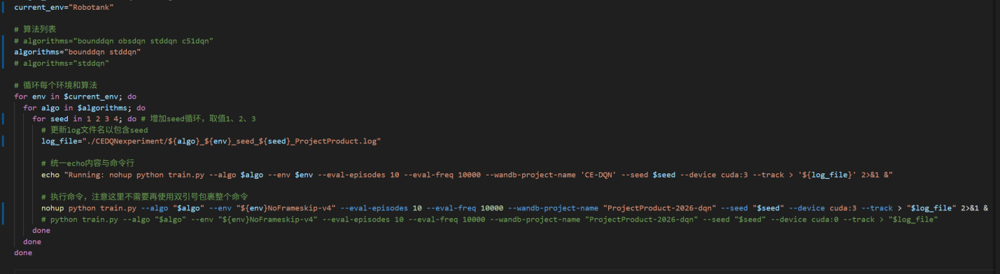 current_env="Robotank"
# 算法列表
# algorithms="bounddqn obsdqn stddqn c51dqn"
algorithms="bounddqn stddqn"
# algorithms="stddqn"
# 循环每个环境和算法
for env in $current_env; do
for algo in $algorithms; do
for seed in 1 2 3 4; do # 增加seed循环，取值1、2、3
# 更新log文件名以包含seed
log_file="./CEDQNexperiment/${algo}_${env}_seed_${seed}_ProjectProduct.log"
# 统一echo内容与命令行
echo "Running: nohup python train.py --algo $algo --env $env --eval-episodes 10 --eval-freq 10000 --wandb-project-name 'CE-DQN' --seed $seed --device cuda:3 --track > '${log_file}' 2>&1 &"
# 执行命令，注意这里不需要再使用双引号包裹整个命令
nohup python train.py --algo "$algo" --env "${env}NoFrameskip-v4" --eval-episodes 10 --eval-freq 10000 --wandb-project-name "ProjectProduct-2026-dqn" --seed "$seed" --device cuda:3 --track > "$log_file" 2>&1 &
# python train.py --algo "$algo" --env "${env}NoFrameskip-v4" --eval-episodes 10 --eval-freq 10000 --wandb-project-name "ProjectProduct-2026-dqn" --seed "$seed" --device cuda:0 --track > "$log_file"
done
done
done